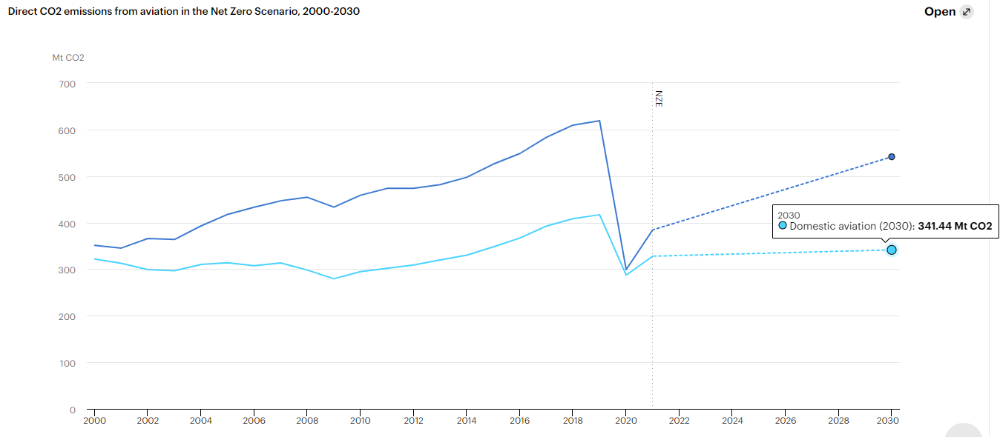 Direct CO2 emissions from aviation in the Net Zero Scenario, 2000-2030
Open
Mt CO2
700
NZE
600
500
400
300
200
100
0
2030
Domestic aviation (2030): 341.44 Mt CO2
2000 2002 2004 2006 2008 2010 2012 2014 2016 2018 2020 2022 2024 2026 2028 2030